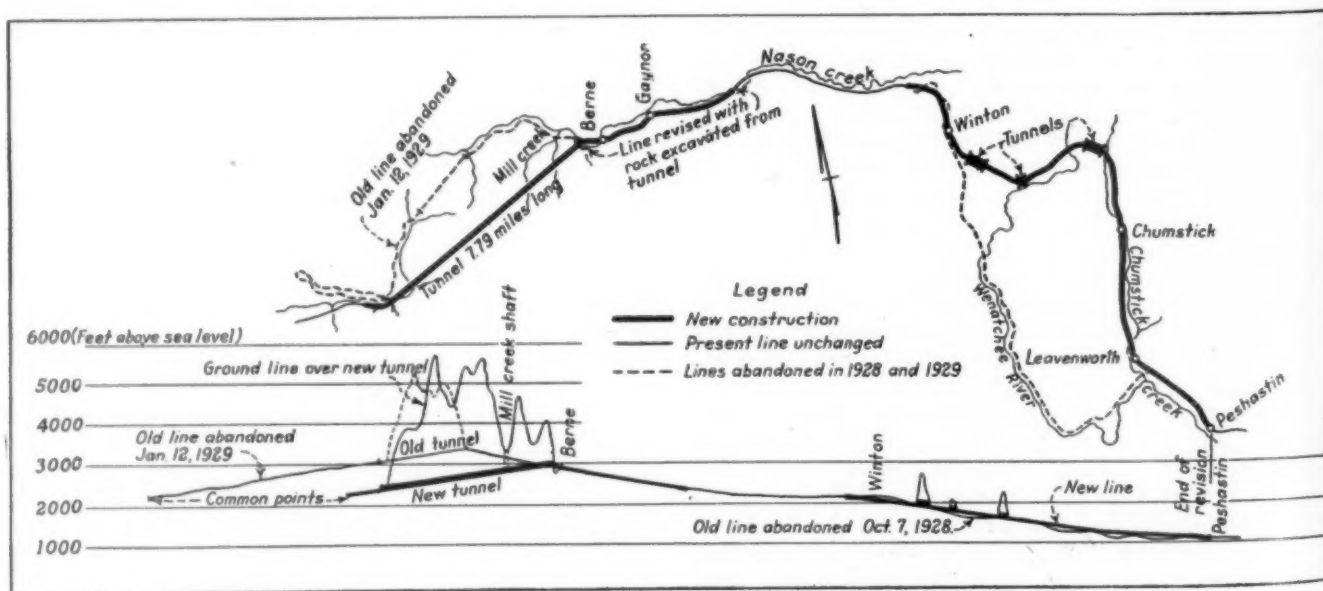 Nason creek
Gaynor
Berne
Winton
Tunnels
Old line abandoned
Jan. 12, 1929
Mill creek
Line revised with
rock excavated from
tunnel
Tunnel 7.79 miles long
Chumstick
Chumstick
creek
Wenatchee
River
Leavenworth
Peshastin
Legend
New construction
Present line unchanged
Lines abandoned in 1928 and 1929
6000 (Feet above sea level)
5000
4000
3000
2000
1000
Ground line over new tunnel
Mill creek shaft
Berne
Old line abandoned
Jan. 12, 1929
Old tunnel
Common points
New tunnel
Winton
New line
Old line abandoned Oct. 7, 1928
End of
revision
Peshastin